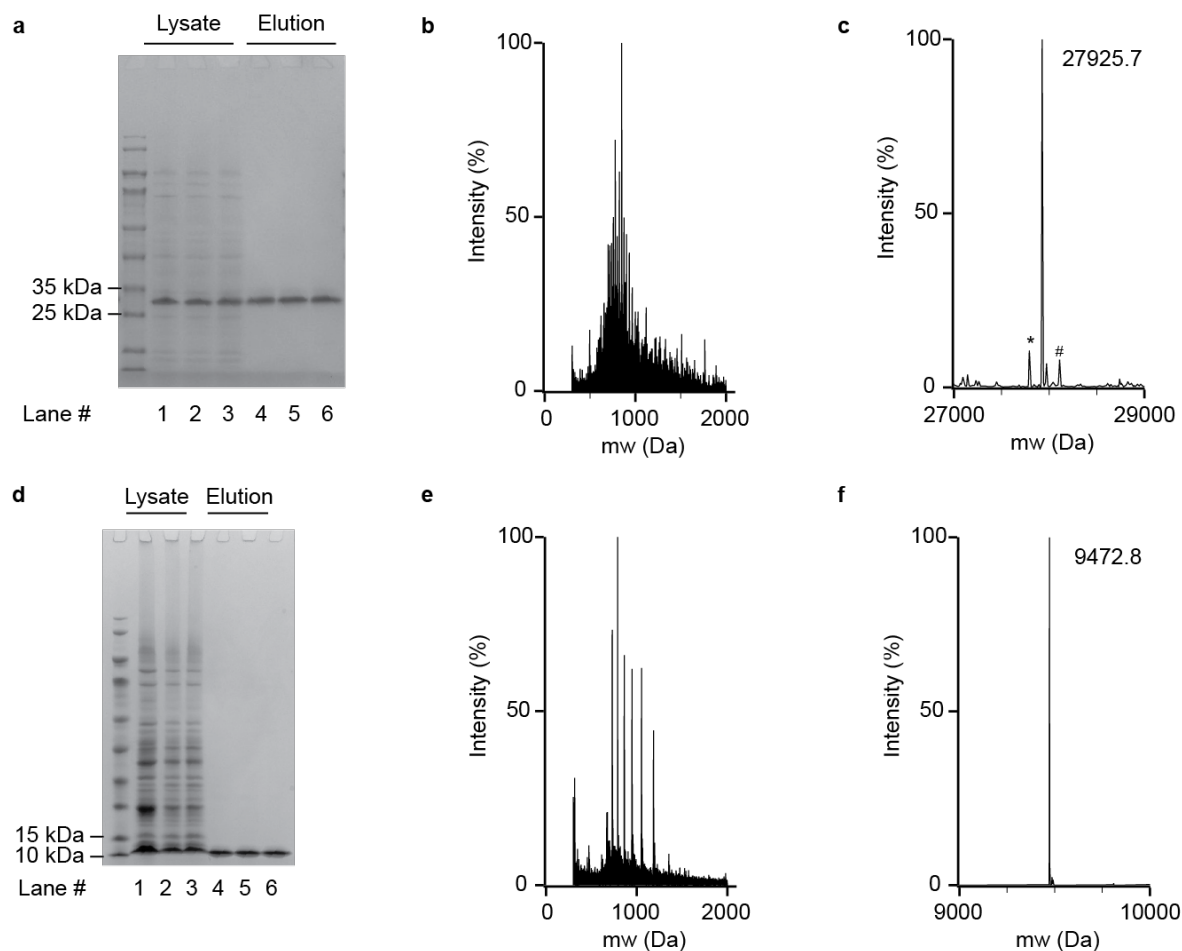 a
Lysate Elution
35 kDa
25 kDa
Lane # 1 2 3 4 5 6
b
Intensity (%)
100
50
0
0 1000 2000
mw (Da)
c
Intensity (%)
100
50
0
27925.7
* #
27000 29000
mw (Da)
d
Lysate Elution
15 kDa
10 kDa
Lane # 1 2 3 4 5 6
e
Intensity (%)
100
50
0
0 1000 2000
mw (Da)
f
Intensity (%)
100
50
0
9472.8
9000 10000
mw (Da)